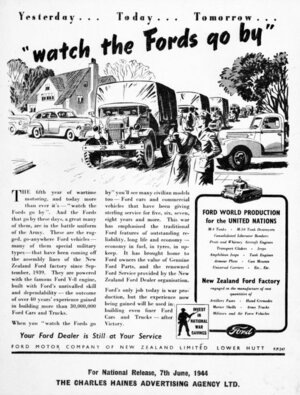 Yesterday... Today... Tomorrow...
"watch the Fords go by"
THE 6th year of wartime
motoring, and today more
than ever it's—"watch the
Fords go by". And the Fords
that go by these days, a great many
of them, are in the battle uniform
of the Army. These are the rug-
ged, go-anywhere Ford vehicles—
many of them special military
types—that have been coming off
the assembly lines of the New
Zealand Ford factory since Sep-
tember, 1939. They are powered
with the famous Ford V-8 engine,
built with Ford's unrivalled skill
and dependability—the outcome
of over 40 years' experience gained
in building more than 30,000,000
Ford Cars and Trucks.
When you "watch the Fords go
by" you'll see many civilian models
too—Ford cars and commercial
vehicles that have been giving
sterling service for five, six, seven,
eight years and more. This war
has emphasised the traditional
Ford features of outstanding re-
liability, long life and economy—
economy in fuel, in tyres, in up-
keep. It has brought home to
Ford owners the value of Genuine
Ford Parts, and the renowned
Ford Service provided by the New
Zealand Ford Dealer organisation.
Ford's only job today is war pro-
duction, but the experience now
being gained will be used in
building even finer Ford
Cars and Trucks—after
Victory.
INVEST
IN
NATIONAL
WAR
SAVINGS
FORD WORLD PRODUCTION
for the
UNITED NATIONS
M-4 Tanks - M-10 Tank Destroyers
Consolidated Liberator Bombers
Pratt and Whitney Aircraft Engines
Transport Gliders - Jeeps
Amphibian Jeeps - Tank Engines
Armour Plate - Gun Mounts
Universal Carriers - Etc., Etc.
New Zealand Ford Factory
engaged in the manufacture of vast
quantities of
Artillery Fuzes - Hand Grenades
Mortar Shells - Army Trucks
Military and Air Force Vehicles
Ford
Your Ford Dealer is Still at Your Service
FORD MOTOR COMPANY OF NEW ZEALAND LIMITED LOWER HUTT
For National Release, 7th June, 1944
THE CHARLES HAINES ADVERTISING AGENCY LTD.